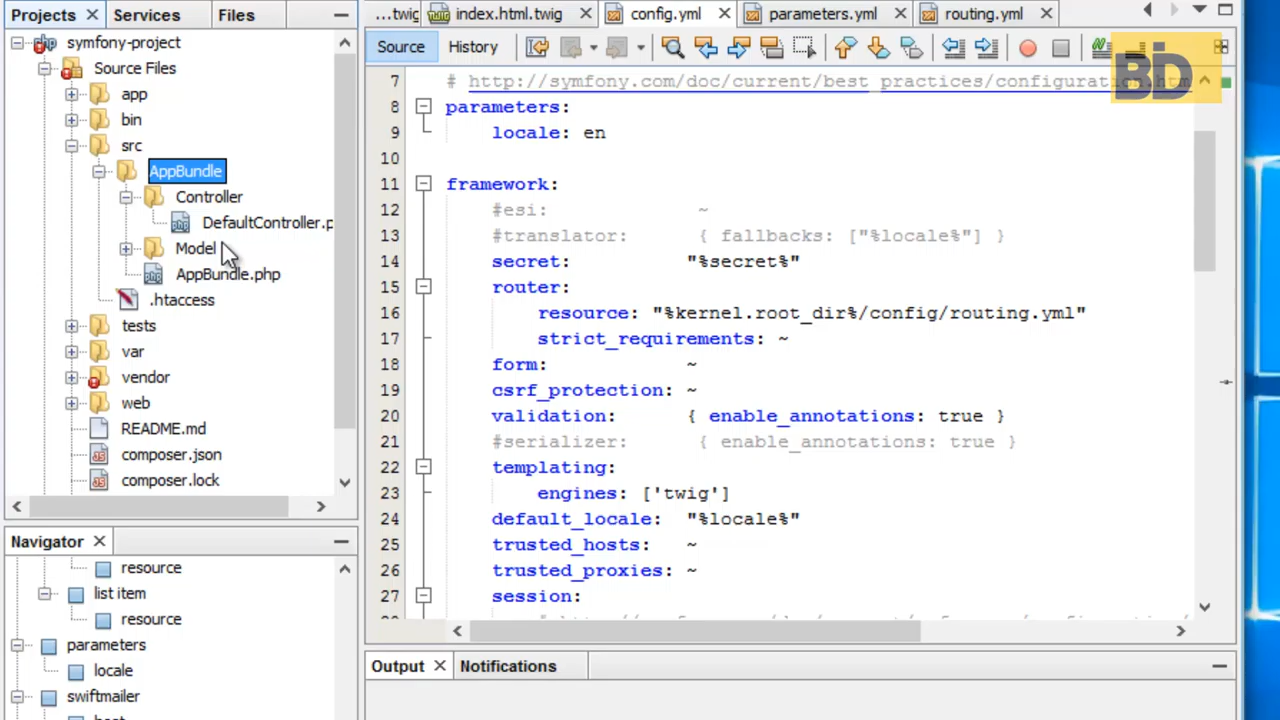 Projects
Services
Files
symfony-project
Source Files
app
bin
src
AppBundle
Controller
DefaultController.p
Model
AppBundle.php
.htaccess
tests
var
vendor
web
README.md
composer.json
composer.lock
Navigator
resource
list item
resource
parameters
locale
swiftmailer
...twig
index.html.twig
config.yml
parameters.yml
routing.yml
Source
History
BD
7 # http://symfony.com/doc/current/best_practices/configuration.htm
8 parameters:
9 locale: en
10
11 framework:
12 #esi: ~
13 #translator: { fallbacks: ["%locale%"] }
14 secret: "%secret%"
15 router:
16 resource: "%kernel.root_dir%/config/routing.yml"
17 strict_requirements: ~
18 form: ~
19 csrf_protection: ~
20 validation: { enable_annotations: true }
21 #serializer: { enable_annotations: true }
22 templating:
23 engines: ['twig']
24 default_locale: "%locale%"
25 trusted_hosts: ~
26 trusted_proxies: ~
27 session:
Output
Notifications